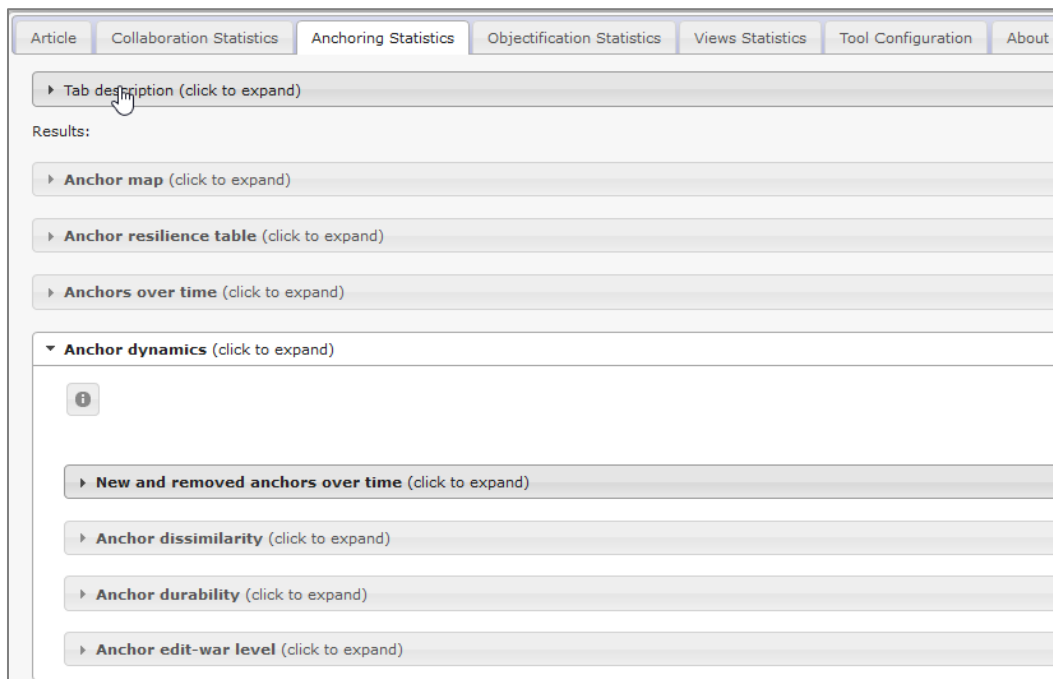 Article Collaboration Statistics Anchoring Statistics Objectification Statistics Views Statistics Tool Configuration About
Tab description (click to expand)
Results:
Anchor map (click to expand)
Anchor resilience table (click to expand)
Anchors over time (click to expand)
Anchor dynamics (click to expand)
New and removed anchors over time (click to expand)
Anchor dissimilarity (click to expand)
Anchor durability (click to expand)
Anchor edit-war level (click to expand)